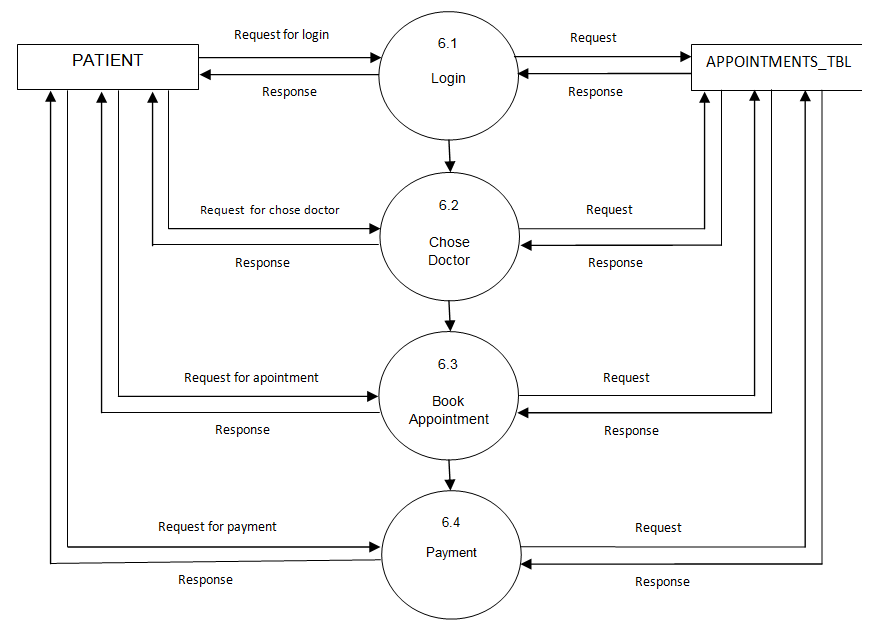 Request for login
6.1
Request
PATIENT
Login
APPOINTMENTS_TBL
Response
Response
Request for chose doctor
6.2
Request
Chose
Doctor
Response
Response
Request for apointment
6.3
Request
Book
Appointment
Response
Response
Request for payment
6.4
Request
Payment
Response
Response